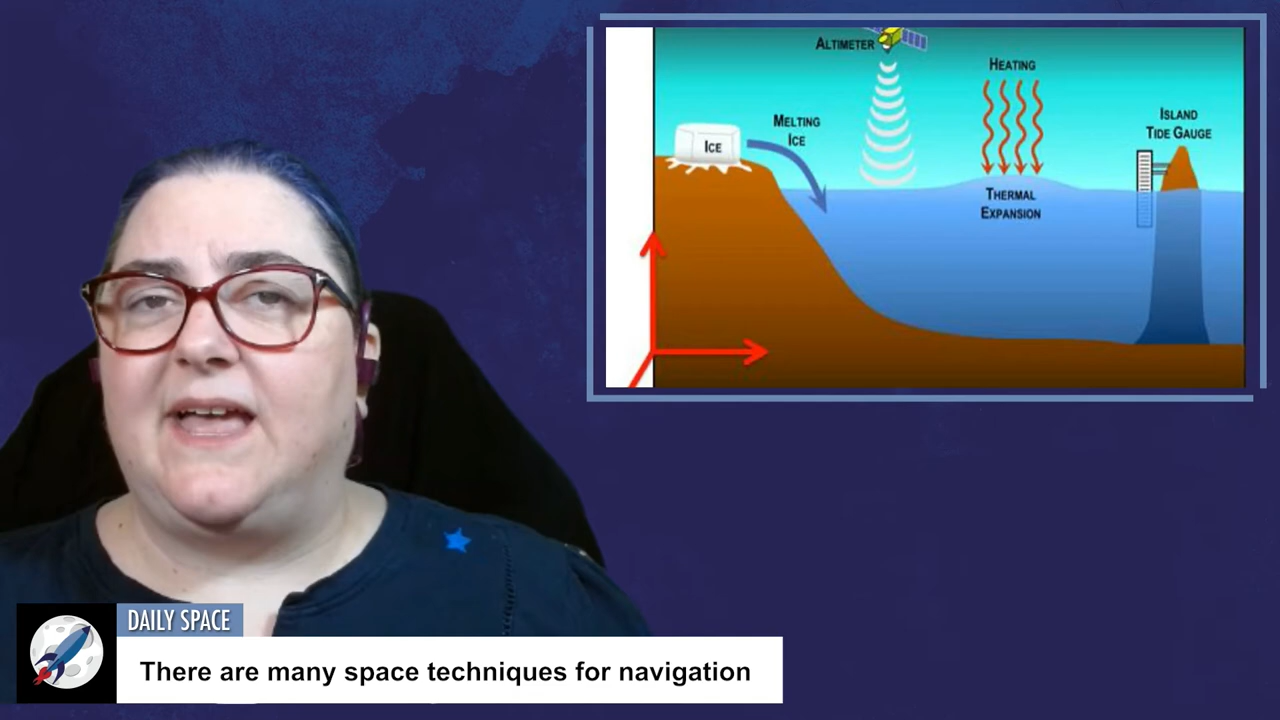 ALTIMETER
HEATING
MELTING
ICE
ICE
ISLAND
TIDE GAUGE
THERMAL
EXPANSION
DAILY SPACE
There are many space techniques for navigation